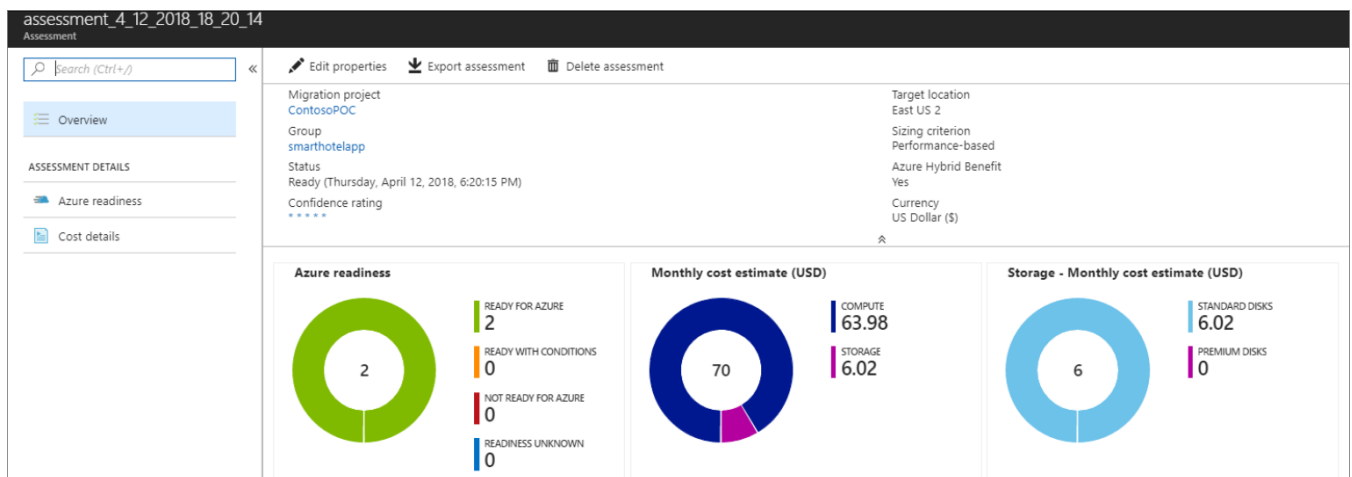 assessment_4_12_2018_18_20_14
Assessment
Search (Ctrl+/)
«
Overview
ASSESSMENT DETAILS
Azure readiness
Cost details
Edit properties
Export assessment
Delete assessment
Migration project
ContosoPOC
Group
smarthotelapp
Status
Ready (Thursday, April 12, 2018, 6:20:15 PM)
Confidence rating
* * * * *
Target location
East US 2
Sizing criterion
Performance-based
Azure Hybrid Benefit
Yes
Currency
US Dollar ($)
Azure readiness
2
READY FOR AZURE
2
READY WITH CONDITIONS
0
NOT READY FOR AZURE
0
READINESS UNKNOWN
0
Monthly cost estimate (USD)
70
COMPUTE
63.98
STORAGE
6.02
Storage - Monthly cost estimate (USD)
6
STANDARD DISKS
6.02
PREMIUM DISKS
0